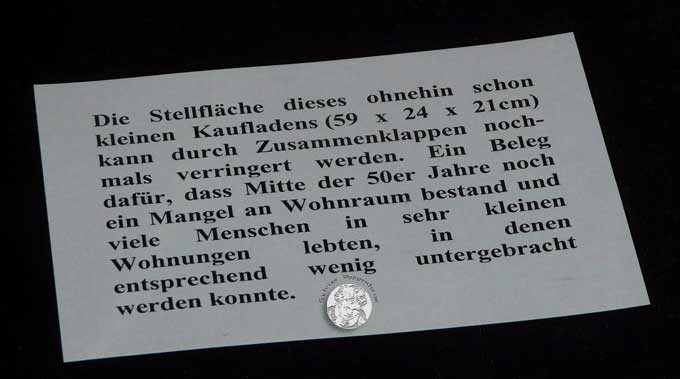 Die Stellfläche dieses ohnehin schon
kleinen Kaufladens (59 x 24 x 21cm)
kann durch Zusammenklappen noch-
mals verringert werden. Ein Beleg
dafür, dass Mitte der 50er Jahre noch
ein Mangel an Wohnraum bestand und
viele Menschen in sehr kleinen
Wohnungen lebten, in denen
entsprechend wenig untergebracht
werden konnte.